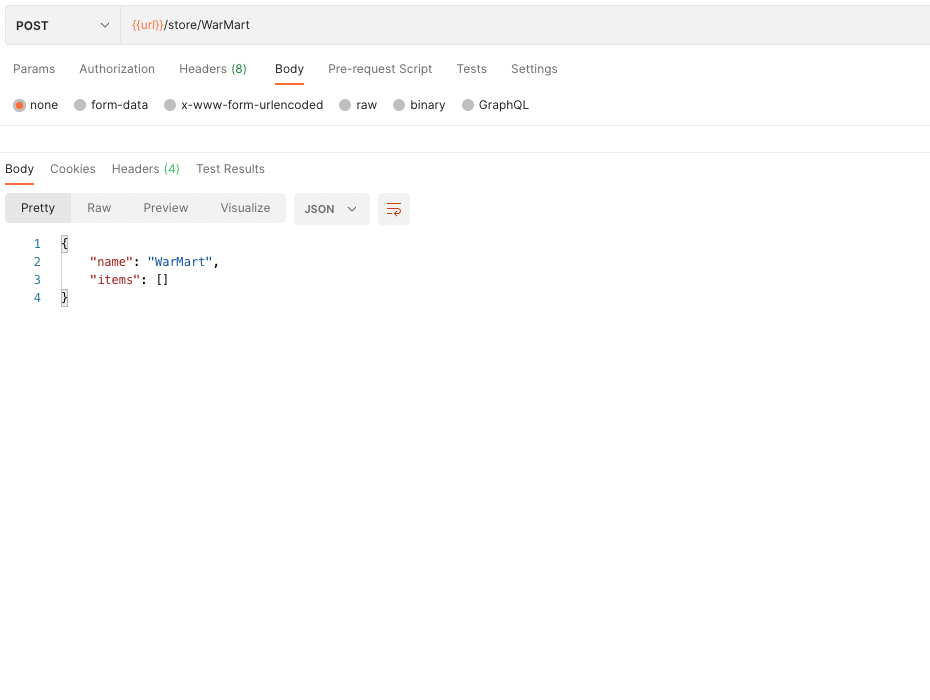 POST {{url}}/store/WarMart
Params Authorization Headers (8) Body Pre-request Script Tests Settings
none form-data x-www-form-urlencoded raw binary GraphQL
Body Cookies Headers (4) Test Results
Pretty Raw Preview Visualize JSON
1 {
2 "name": "WarMart",
3 "items": []
4 }